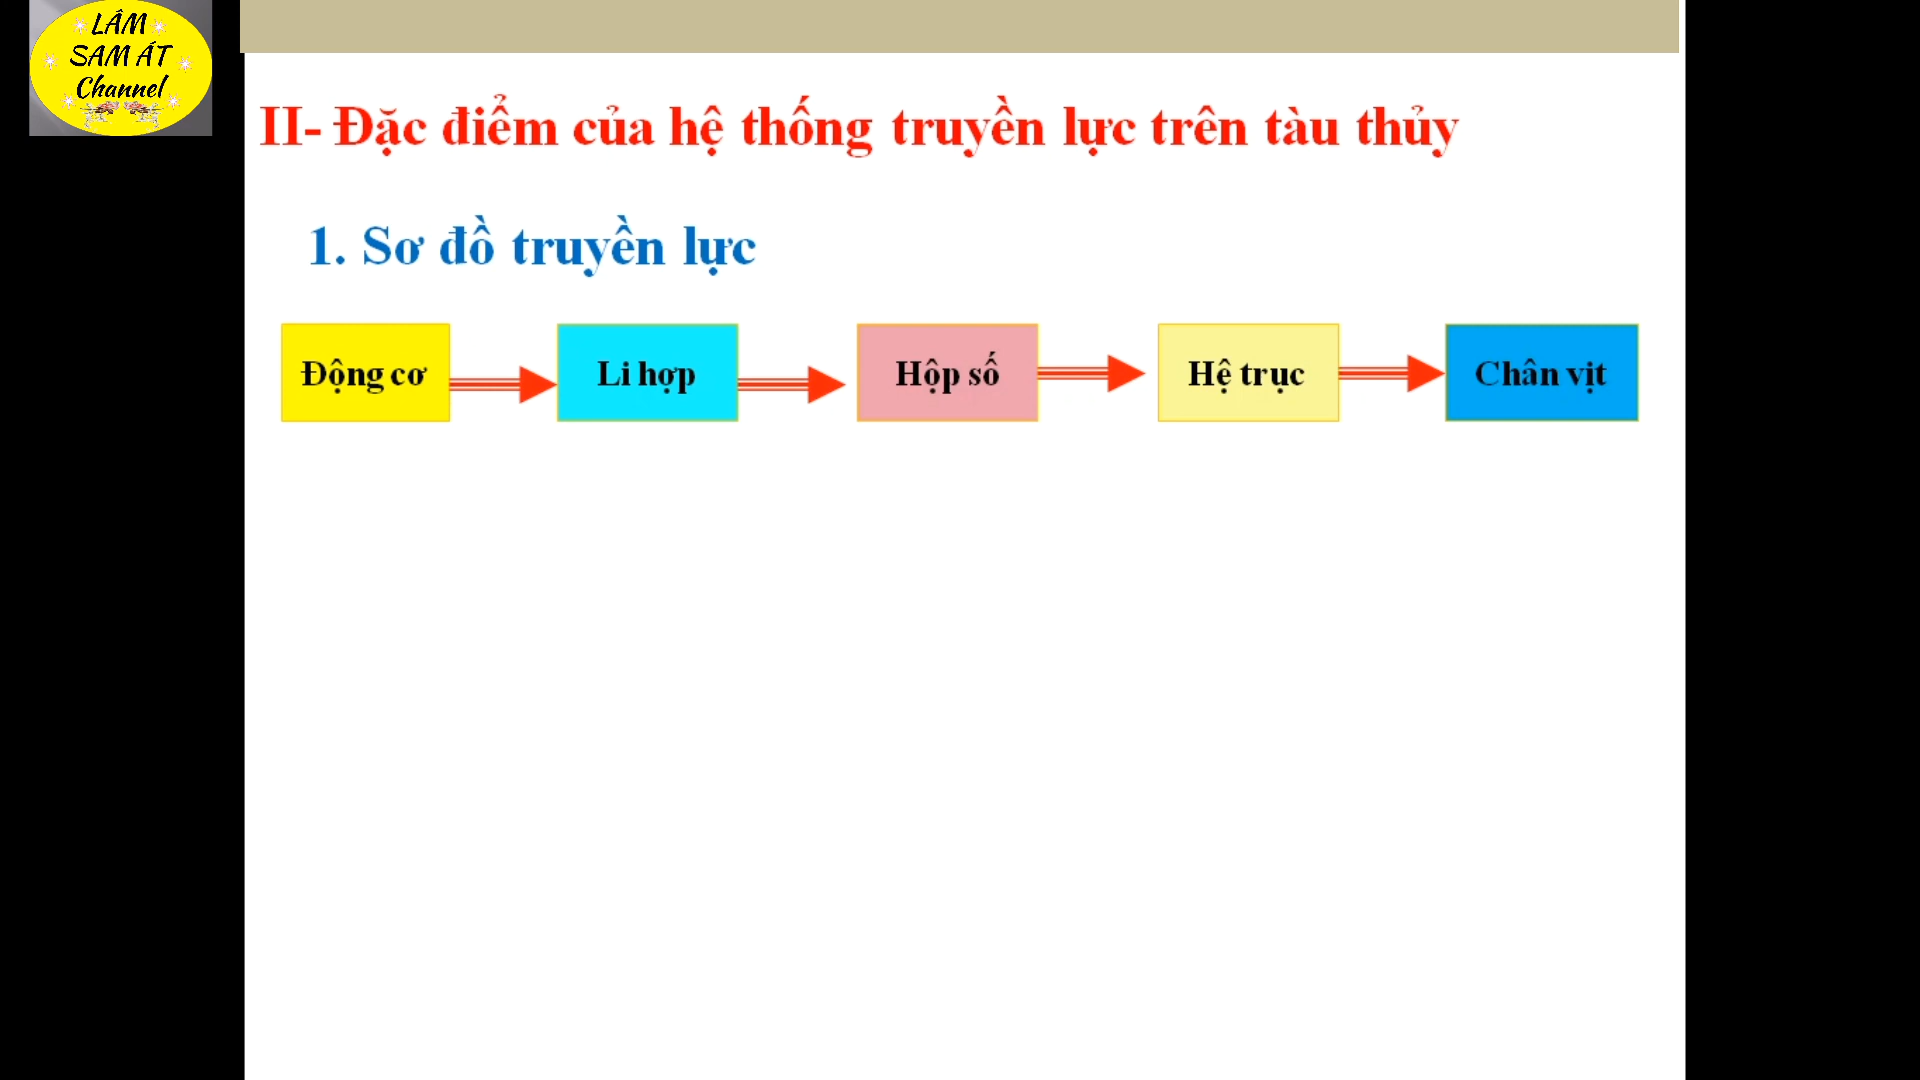 LÂM
SAM ÁT
Channel
II- Đặc điểm của hệ thống truyền lực trên tàu thủy
1. Sơ đồ truyền lực
Động cơ
Li hợp
Hộp số
Hệ trục
Chân vịt